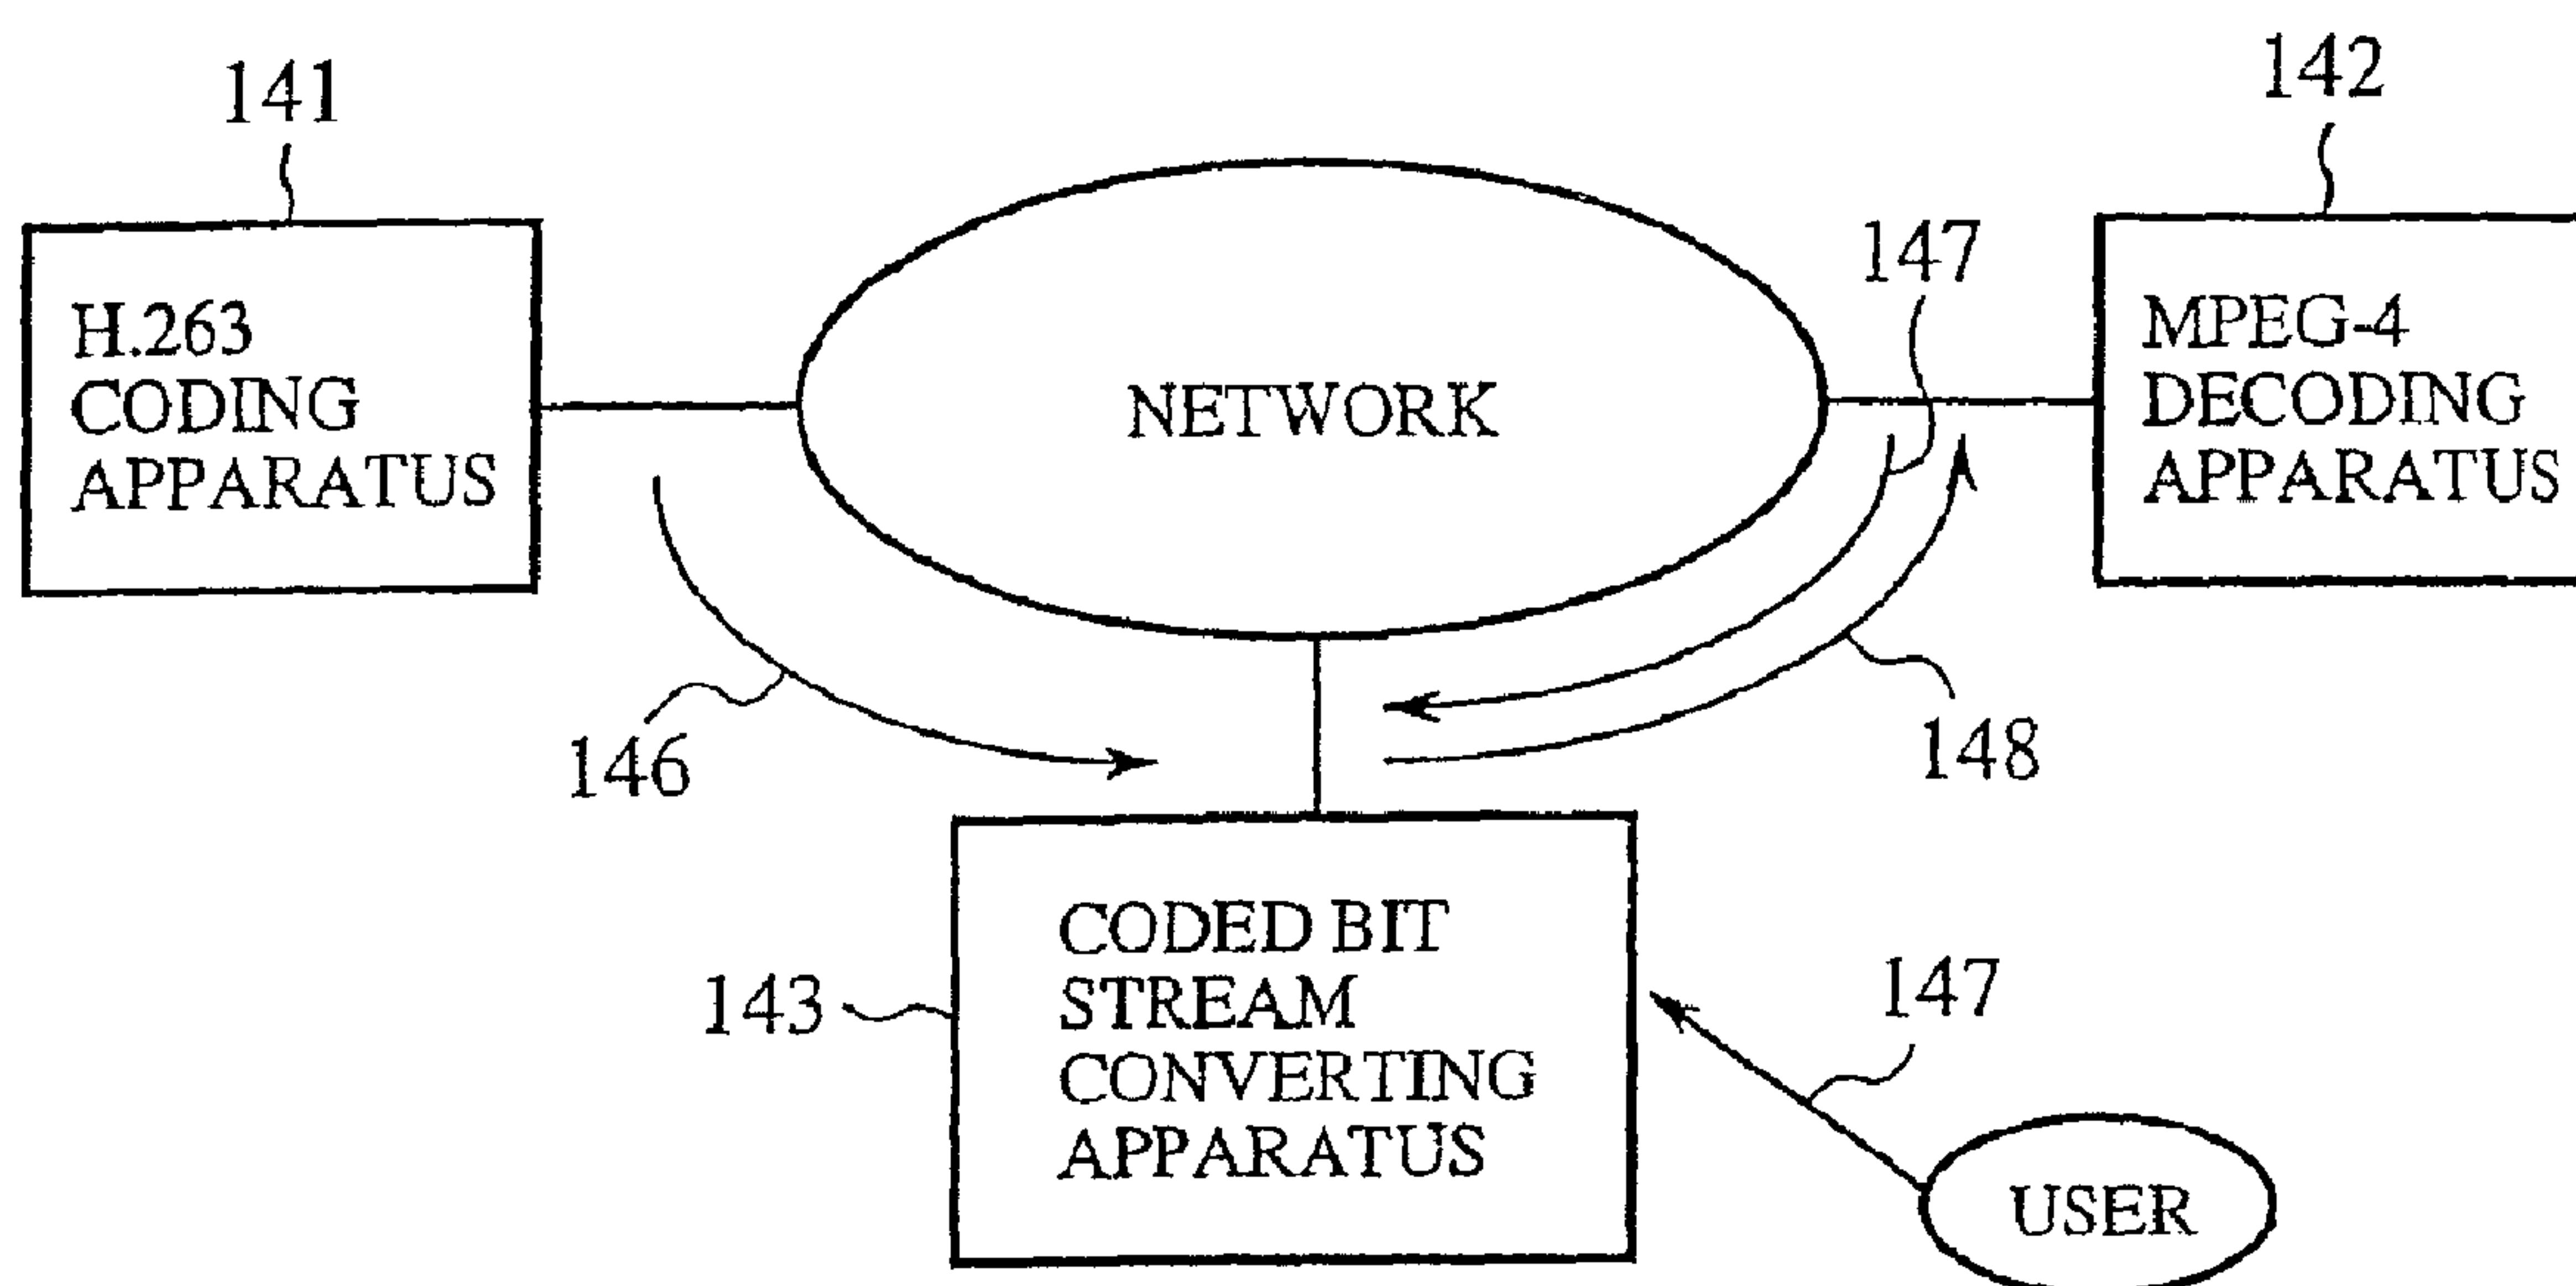 141
142
147
H.263
CODING
APPARATUS
NETWORK
MPEG-4
DECODING
APPARATUS
146
148
143
CODED BIT
STREAM
CONVERTING
APPARATUS
147
USER